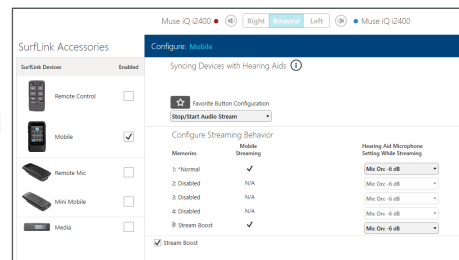 Muse iQ i2400 Right Binaural Left Muse iQ i2400
SurfLink Accessories
Configure: Mobile
SurfLink Devices Enabled
Syncing Devices with Hearing Aids
Remote Control
Favorite Button Configuration
Stop/Start Audio Stream
Mobile
Configure Streaming Behavior
Memories
Mobile Streaming
Hearing Aid Microphone
Setting While Streaming
Remote Mic
1: *Normal Mic On: -6 dB
2: Disabled N/A Mic On: -6 dB
Mini Mobile
3: Disabled N/A Mic On: -6 dB
4: Disabled N/A Mic On: -6 dB
Media
Stream Boost Mic On: -6 dB
Stream Boost